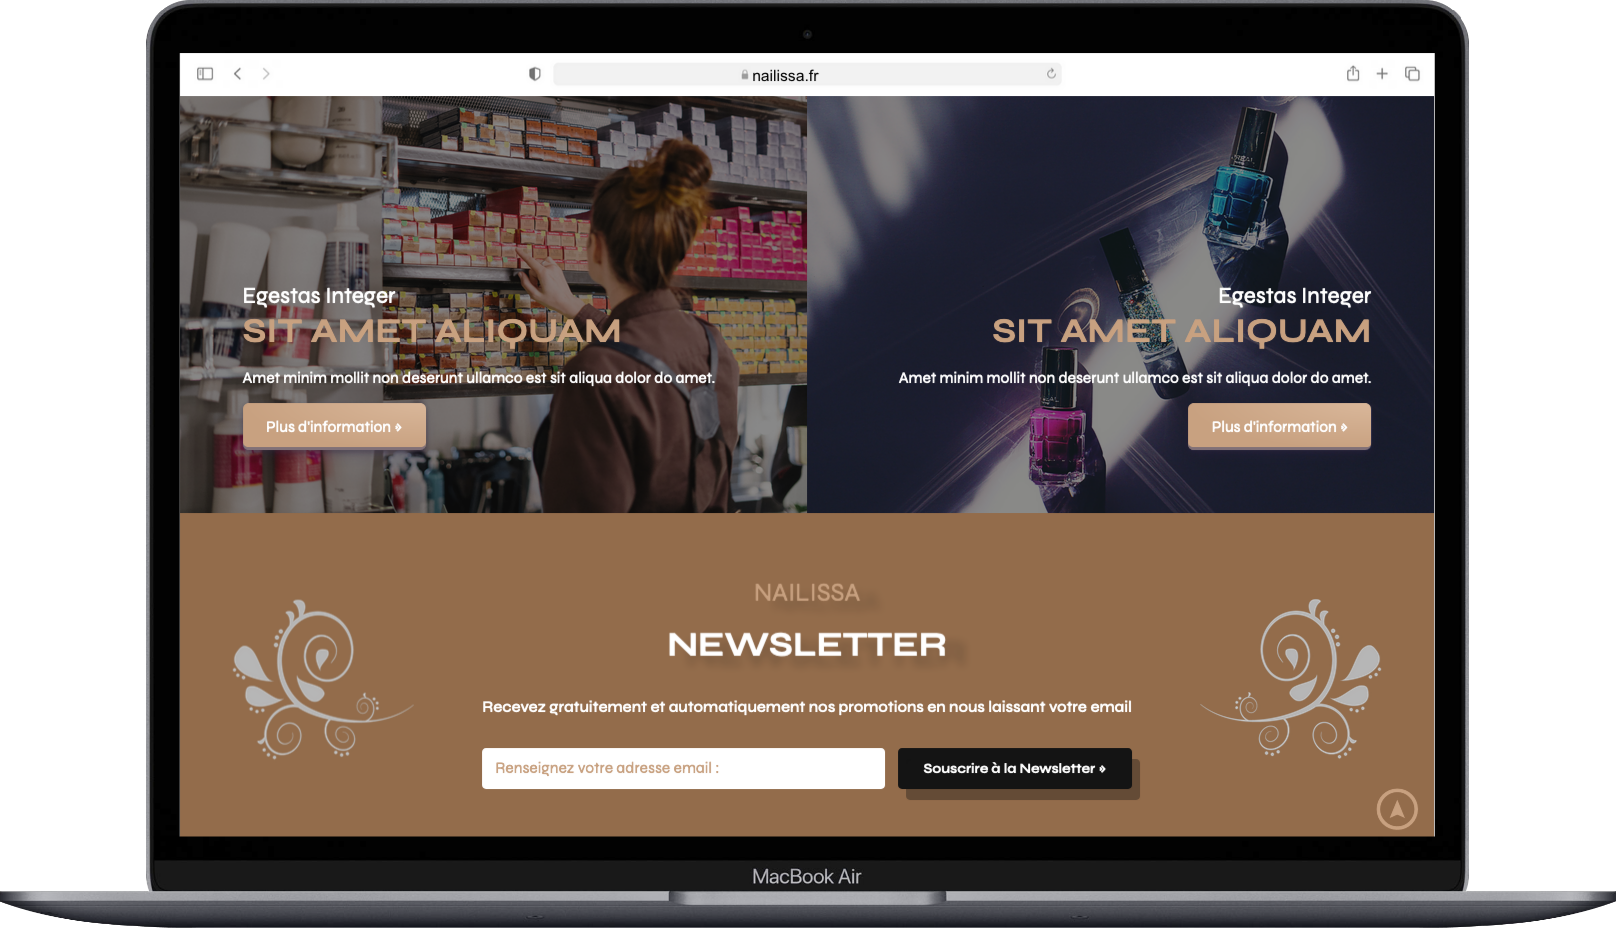 nailissa.fr
Egestas Integer
SIT AMET ALIQUAM
Amet minim mollit non deserunt ullamco est sit aliqua dolor do amet.
Plus d'information
Egestas Integer
SIT AMET ALIQUAM
Amet minim mollit non deserunt ullamco est sit aliqua dolor do amet.
Plus d'information
NAILISSA
NEWSLETTER
Recevez gratuitement et automatiquement nos promotions en nous laissant votre email
Renseignez votre adresse email :
Souscrire à la Newsletter
MacBook Air